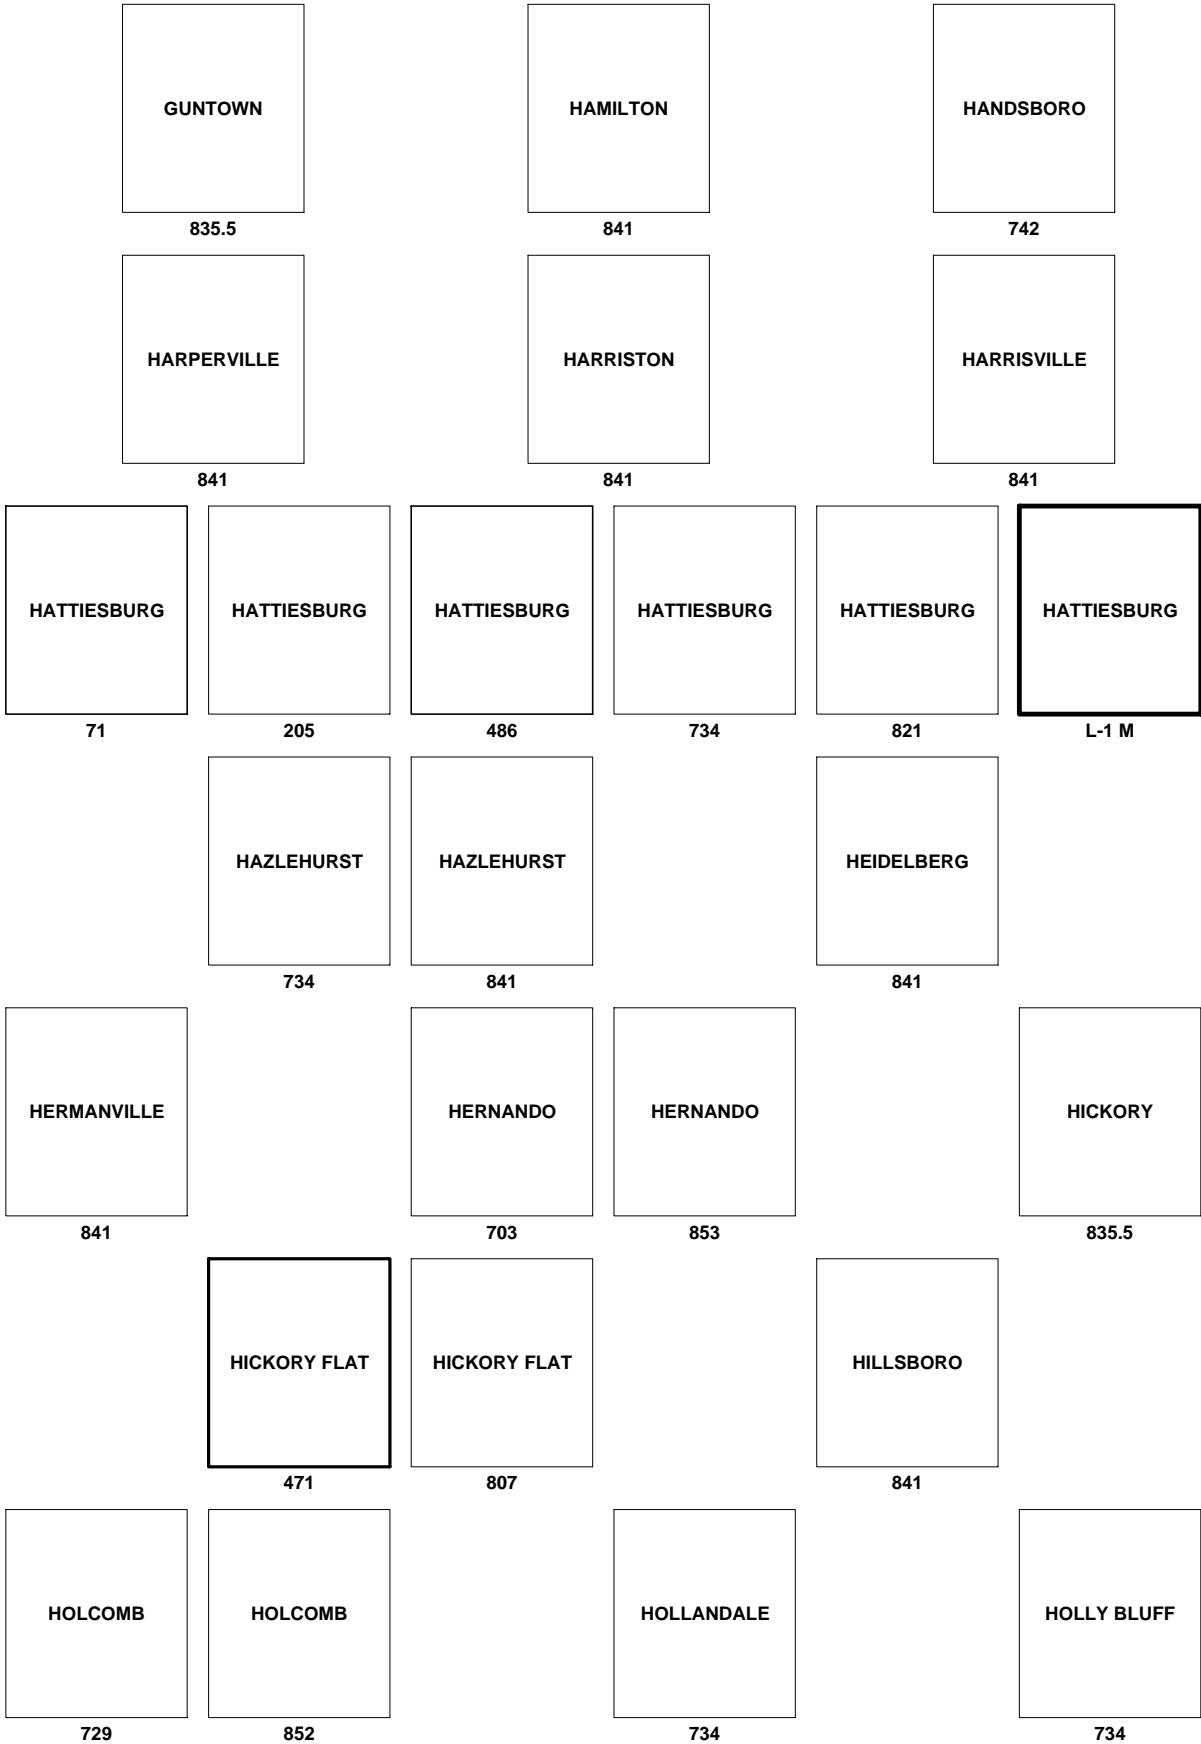 GUNTOWN HAMILTON HANDSBORO
835.5 841 742
HARPERVILLE HARRISTON HARRISVILLE
841 841 841
HATTIESBURG HATTIESBURG HATTIESBURG HATTIESBURG HATTIESBURG HATTIESBURG
71 205 486 734 821 L-1 M
HAZLEHURST HAZLEHURST HEIDELBERG
734 841 841
HERMANVILLE HERNANDO HERNANDO HICKORY
841 703 853 835.5
HICKORY FLAT HICKORY FLAT HILLSBORO
471 807 841
HOLCOMB HOLCOMB HOLLANDALE HOLLY BLUFF
729 852 734 734